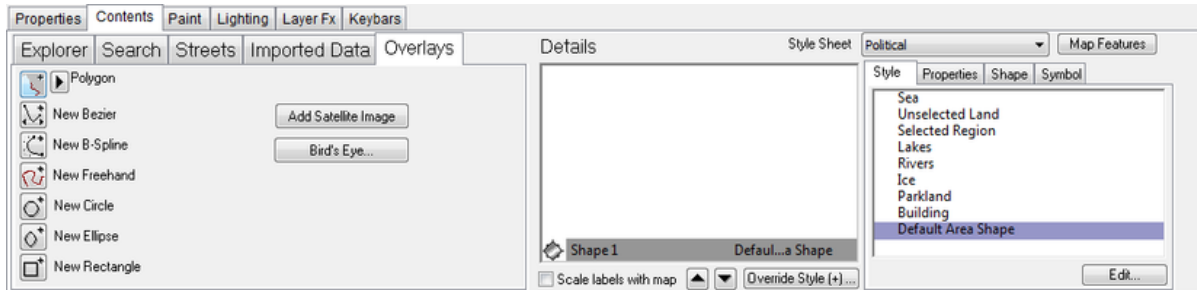 Properties Contents Paint Lighting Layer Fx Keybars
Explorer Search Streets Imported Data Overlays
Polygon
New Bezier
New B-Spline
New Freehand
New Circle
New Ellipse
New Rectangle
Add Satellite Image
Bird's Eye...
Details
Style Sheet Political Map Features
Shape 1 Defaul...a Shape
Scale labels with map Override Style (+) ...
Style Properties Shape Symbol
Sea
Unselected Land
Selected Region
Lakes
Rivers
Ice
Parkland
Building
Default Area Shape
Edit...